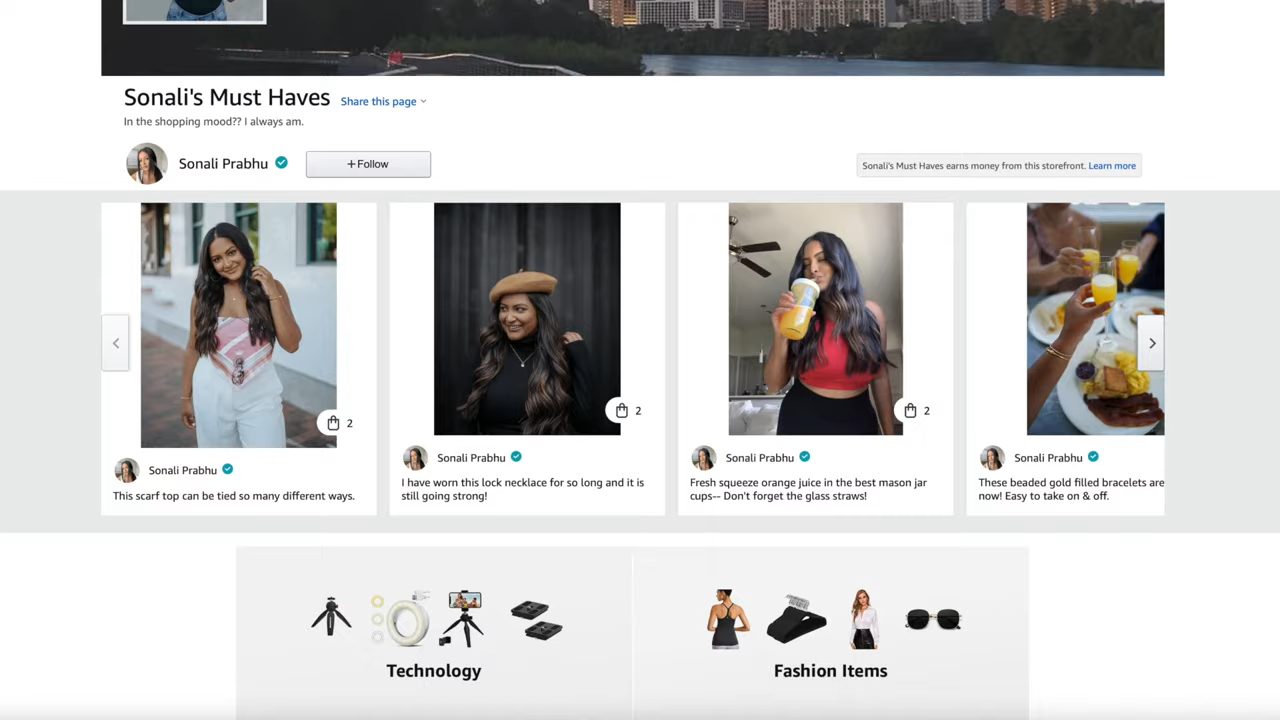 Sonali's Must Haves Share this page
In the shopping mood?? I always am.
Sonali Prabhu +Follow
Sonali's Must Haves earns money from this storefront. Learn more
2
Sonali Prabhu
This scarf top can be tied so many different ways.
2
Sonali Prabhu
I have worn this lock necklace for so long and it is
still going strong!
2
Sonali Prabhu
Fresh squeeze orange juice in the best mason jar
cups-- Don't forget the glass straws!
Sonali Prabhu
These beaded gold filled bracelets are
now! Easy to take on & off.
Technology
Fashion Items